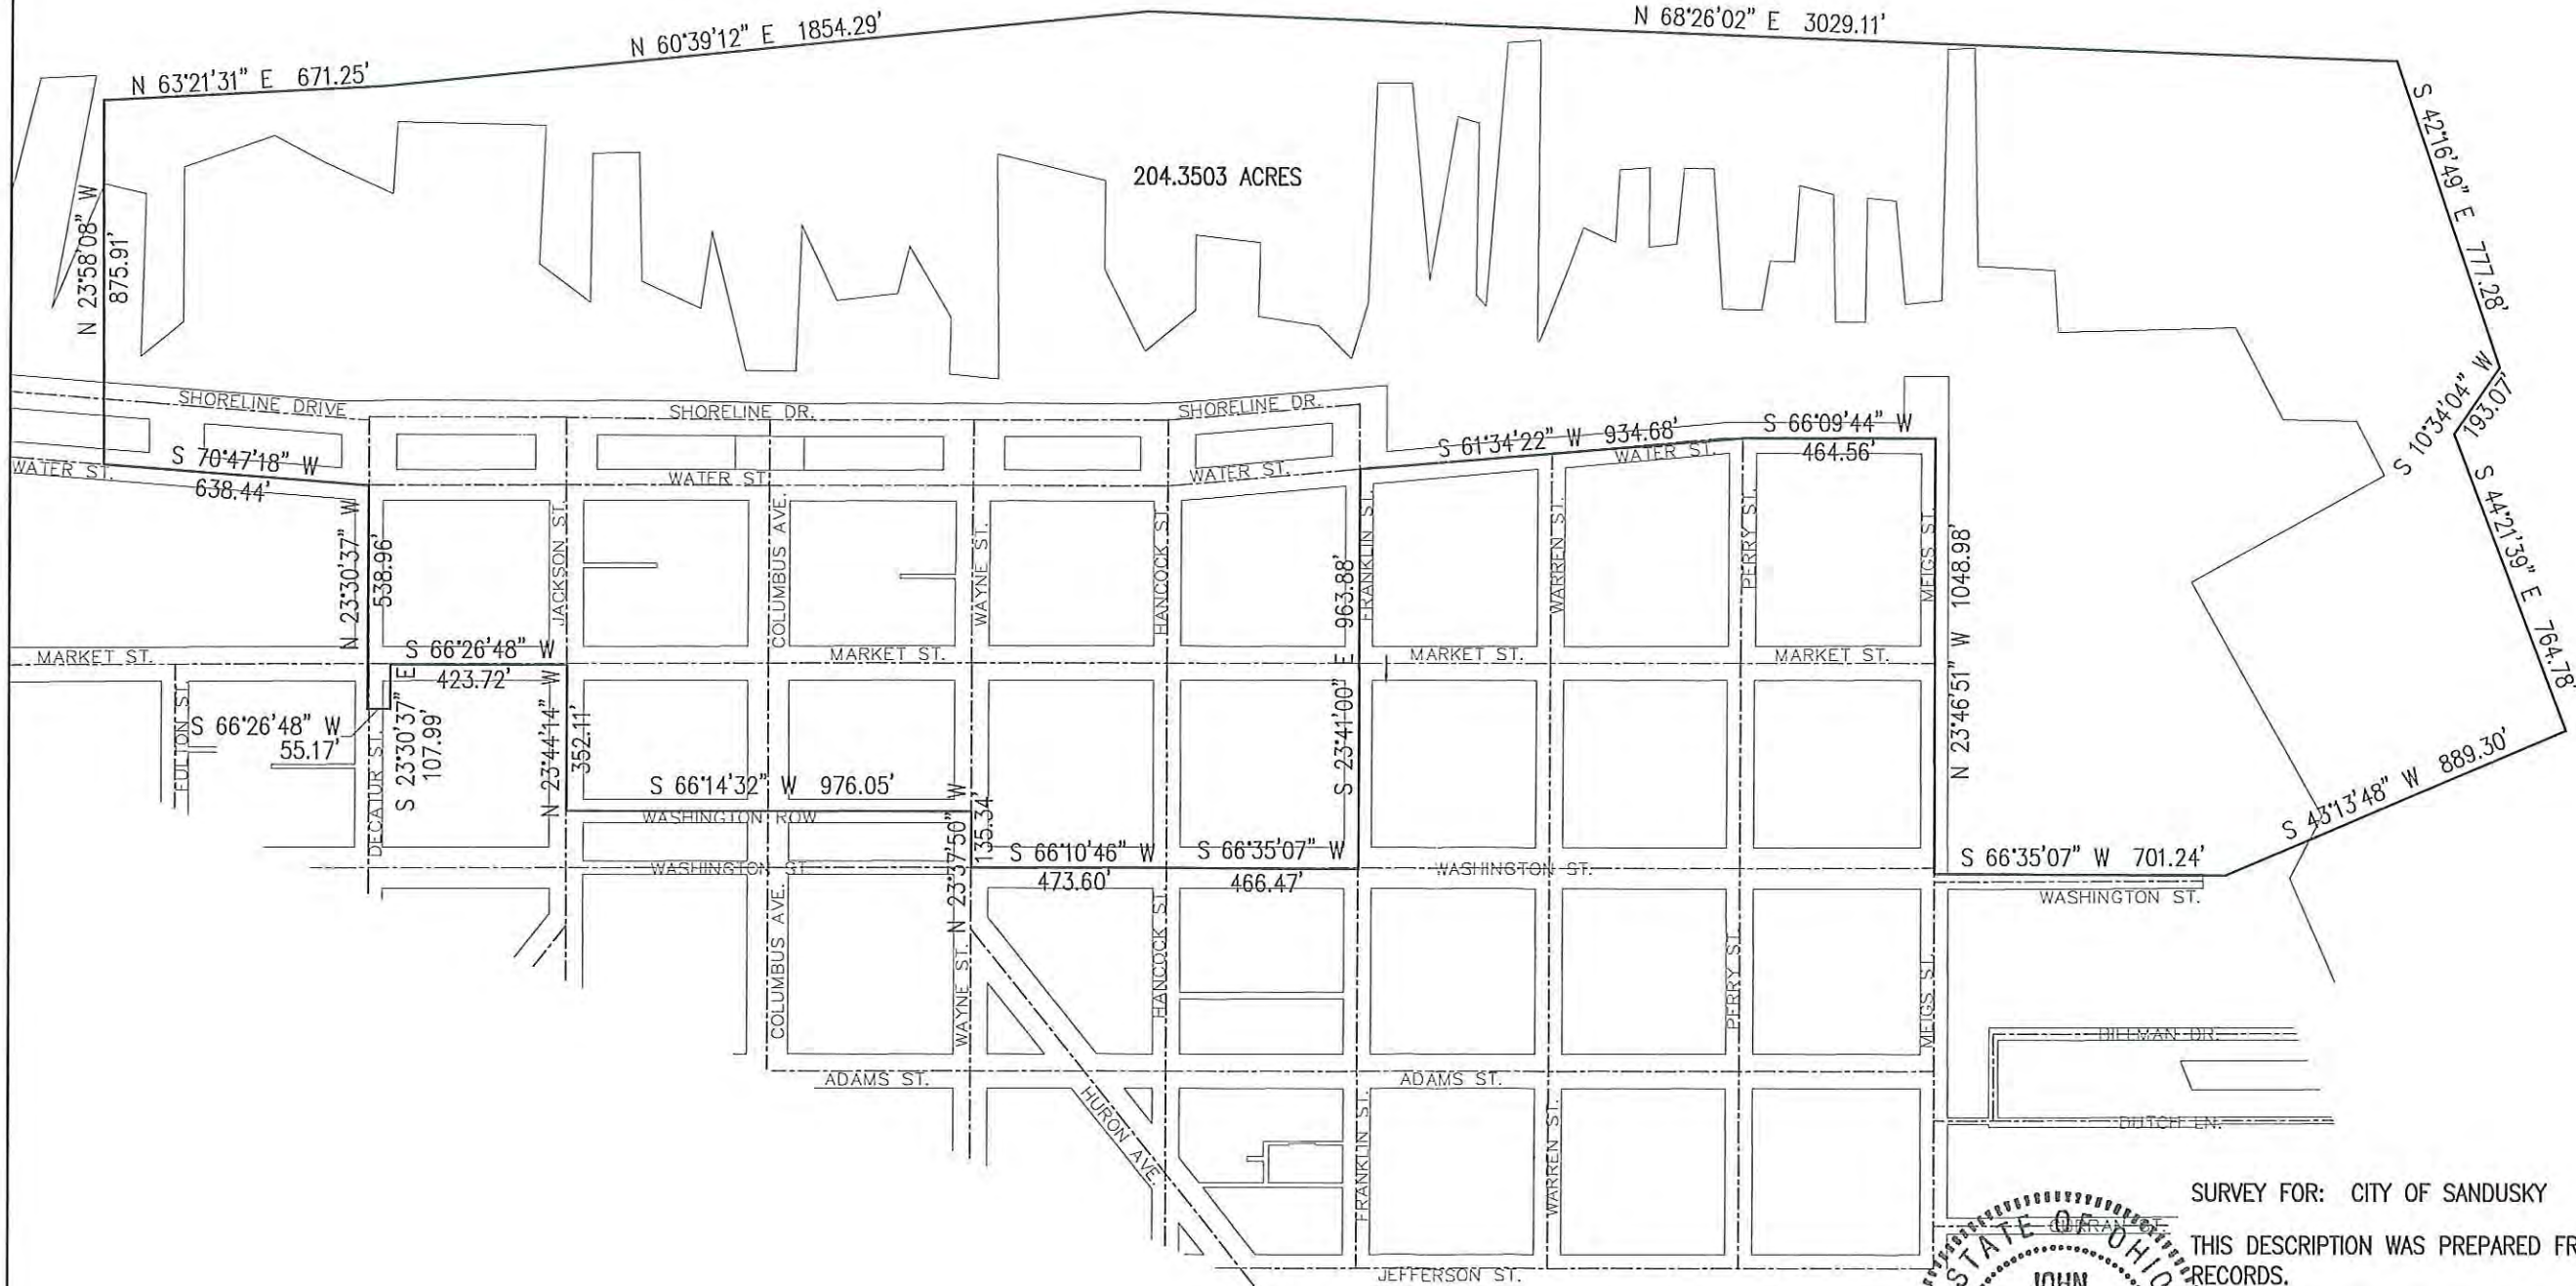 N 63°21'31" E 671.25'
N 60°39'12" E 1854.29'
N 68°26'02" E 3029.11'
S 42°16'49" E 777.28'
204.3503 ACRES
N 23°58'08" W
875.91'
S 10°34'04" W
193.07'
S 44°21'39" E 764.78'
SHORELINE DRIVE
SHORELINE DR.
SHORELINE DR.
S 61°34'22" W 934.68'
S 66°09'44" W
464.56'
WATER ST.
S 70°47'18" W
638.44'
WATER ST.
WATER ST.
WATER ST.
N 23°30'37" W
538.96'
JACKSON ST.
COLUMBUS AVE.
WAYNE ST.
HANCOCK ST.
963.88'
S 23°41'00" E
FRANKLIN ST.
WARREN ST.
PERRY ST.
MEIGS ST.
N 23°46'51" W 1048.98'
MARKET ST.
S 66°26'48" W
423.72'
MARKET ST.
MARKET ST.
MARKET ST.
FULTON ST.
S 66°26'48" W
55.17'
DECATUR ST.
S 23°30'37" E
107.99'
N 23°44'14" W
352.11'
S 66°14'32" W 976.05'
WASHINGTON ROW
N 23°37'50" W
135.34'
S 66°10'46" W
473.60'
S 66°35'07" W
466.47'
WASHINGTON ST.
WASHINGTON ST.
S 66°35'07" W 701.24'
S 43°13'48" W 889.30'
WASHINGTON ST.
COLUMBUS AVE.
WAYNE ST.
HANCOCK ST.
PERRY ST.
MEIGS ST.
BILLMAN DR.
ADAMS ST.
ADAMS ST.
HURON AVE.
FRANKLIN ST.
WARREN ST.
DUTCH LN.
CURRAN ST.
JEFFERSON ST.
STATE OF OHIO
JOHN
SURVEY FOR: CITY OF SANDUSKY
THIS DESCRIPTION WAS PREPARED FR
RECORDS.